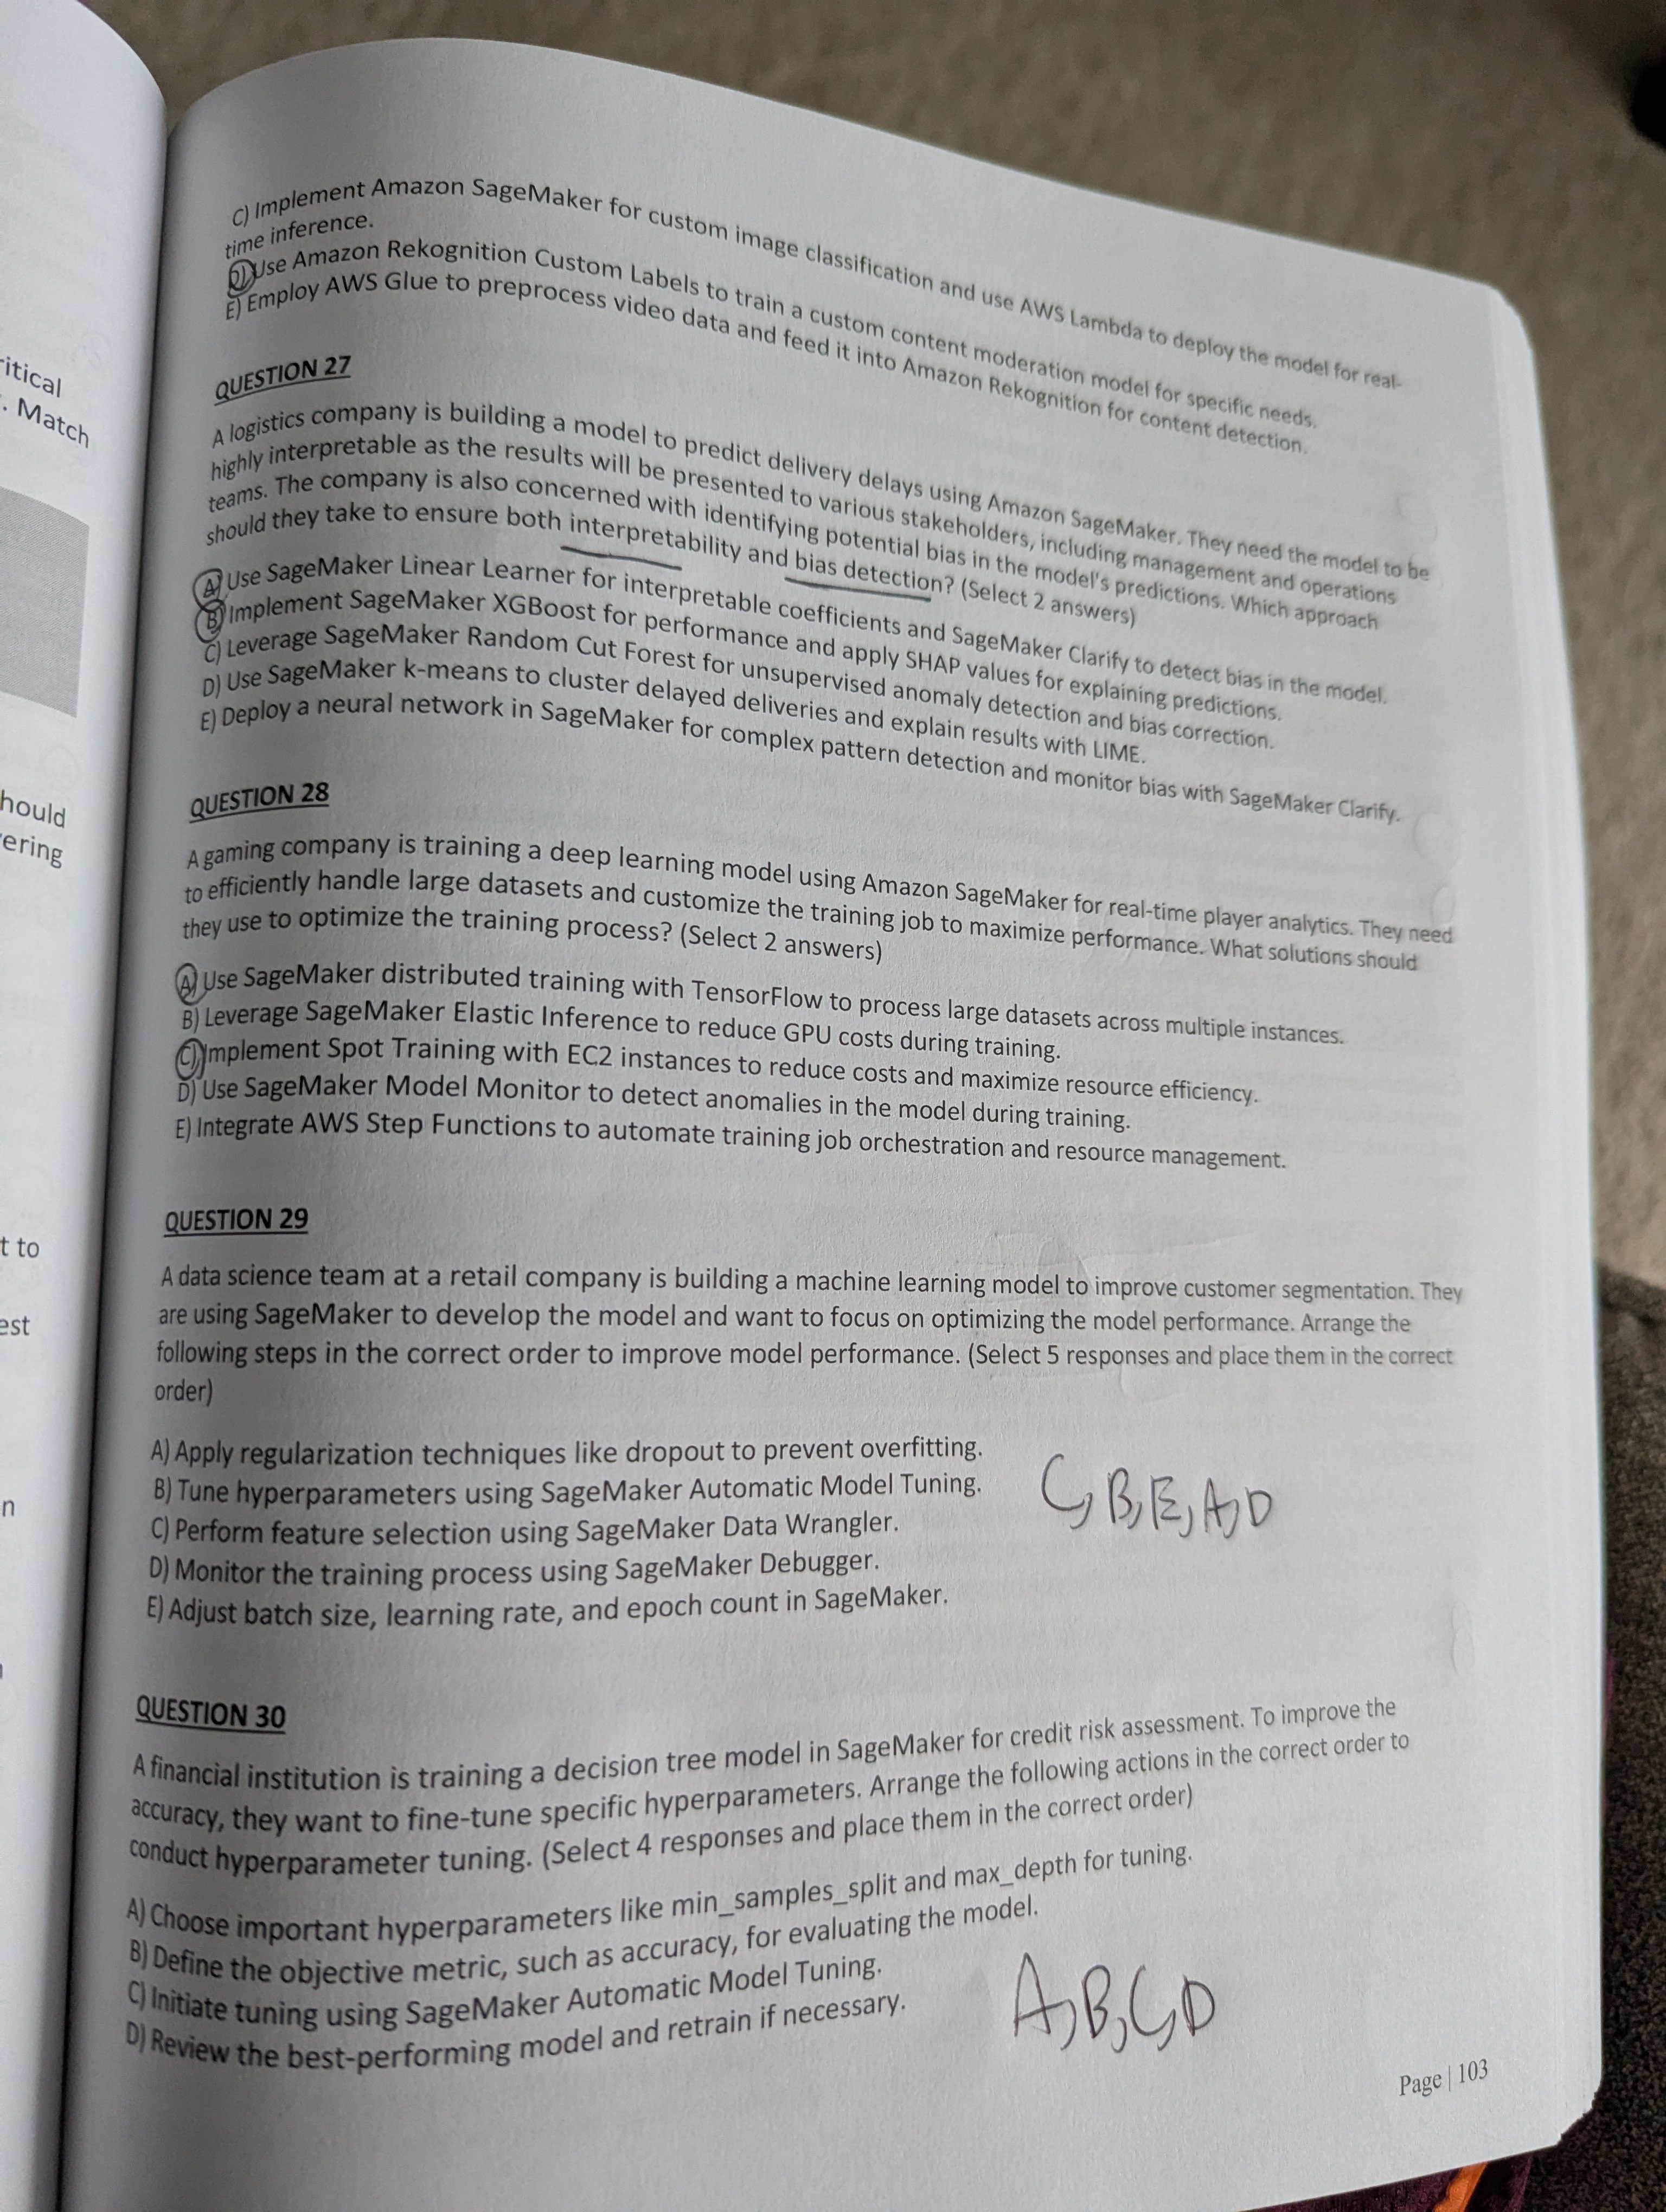 ritical
. Match
hould
ering
t to
est
n
C) Implement Amazon SageMaker for custom image classification and use AWS Lambda to deploy the model for real-
time inference.
D) Use Amazon Rekognition Custom Labels to train a custom content moderation model for specific needs.
E) Employ AWS Glue to preprocess video data and feed it into Amazon Rekognition for content detection.
QUESTION 27
A logistics company is building a model to predict delivery delays using Amazon SageMaker. They need the model to be
highly interpretable as the results will be presented to various stakeholders, including management and operations
teams. The company is also concerned with identifying potential bias in the model's predictions. Which approach
should they take to ensure both interpretability and bias detection? (Select 2 answers)
A) Use SageMaker Linear Learner for interpretable coefficients and SageMaker Clarify to detect bias in the model.
B) Implement SageMaker XGBoost for performance and apply SHAP values for explaining predictions.
C) Leverage SageMaker Random Cut Forest for unsupervised anomaly detection and bias correction.
D) Use SageMaker k-means to cluster delayed deliveries and explain results with LIME.
E) Deploy a neural network in SageMaker for complex pattern detection and monitor bias with SageMaker Clarify.
QUESTION 28
A gaming company is training a deep learning model using Amazon SageMaker for real-time player analytics. They need
to efficiently handle large datasets and customize the training job to maximize performance. What solutions should
they use to optimize the training process? (Select 2 answers)
A) Use SageMaker distributed training with TensorFlow to process large datasets across multiple instances.
B) Leverage SageMaker Elastic Inference to reduce GPU costs during training.
C) Implement Spot Training with EC2 instances to reduce costs and maximize resource efficiency.
D) Use SageMaker Model Monitor to detect anomalies in the model during training.
E) Integrate AWS Step Functions to automate training job orchestration and resource management.
QUESTION 29
A data science team at a retail company is building a machine learning model to improve customer segmentation. They
are using SageMaker to develop the model and want to focus on optimizing the model performance. Arrange the
following steps in the correct order to improve model performance. (Select 5 responses and place them in the correct
order)
A) Apply regularization techniques like dropout to prevent overfitting.
B) Tune hyperparameters using SageMaker Automatic Model Tuning.
C) Perform feature selection using SageMaker Data Wrangler.
D) Monitor the training process using SageMaker Debugger.
E) Adjust batch size, learning rate, and epoch count in SageMaker.
C, B, E, A, D
QUESTION 30
A financial institution is training a decision tree model in SageMaker for credit risk assessment. To improve the
accuracy, they want to fine-tune specific hyperparameters. Arrange the following actions in the correct order to
conduct hyperparameter tuning. (Select 4 responses and place them in the correct order)
A) Choose important hyperparameters like min_samples_split and max_depth for tuning.
B) Define the objective metric, such as accuracy, for evaluating the model.
C) Initiate tuning using SageMaker Automatic Model Tuning.
D) Review the best-performing model and retrain if necessary.
A, B, C, D
Page | 103